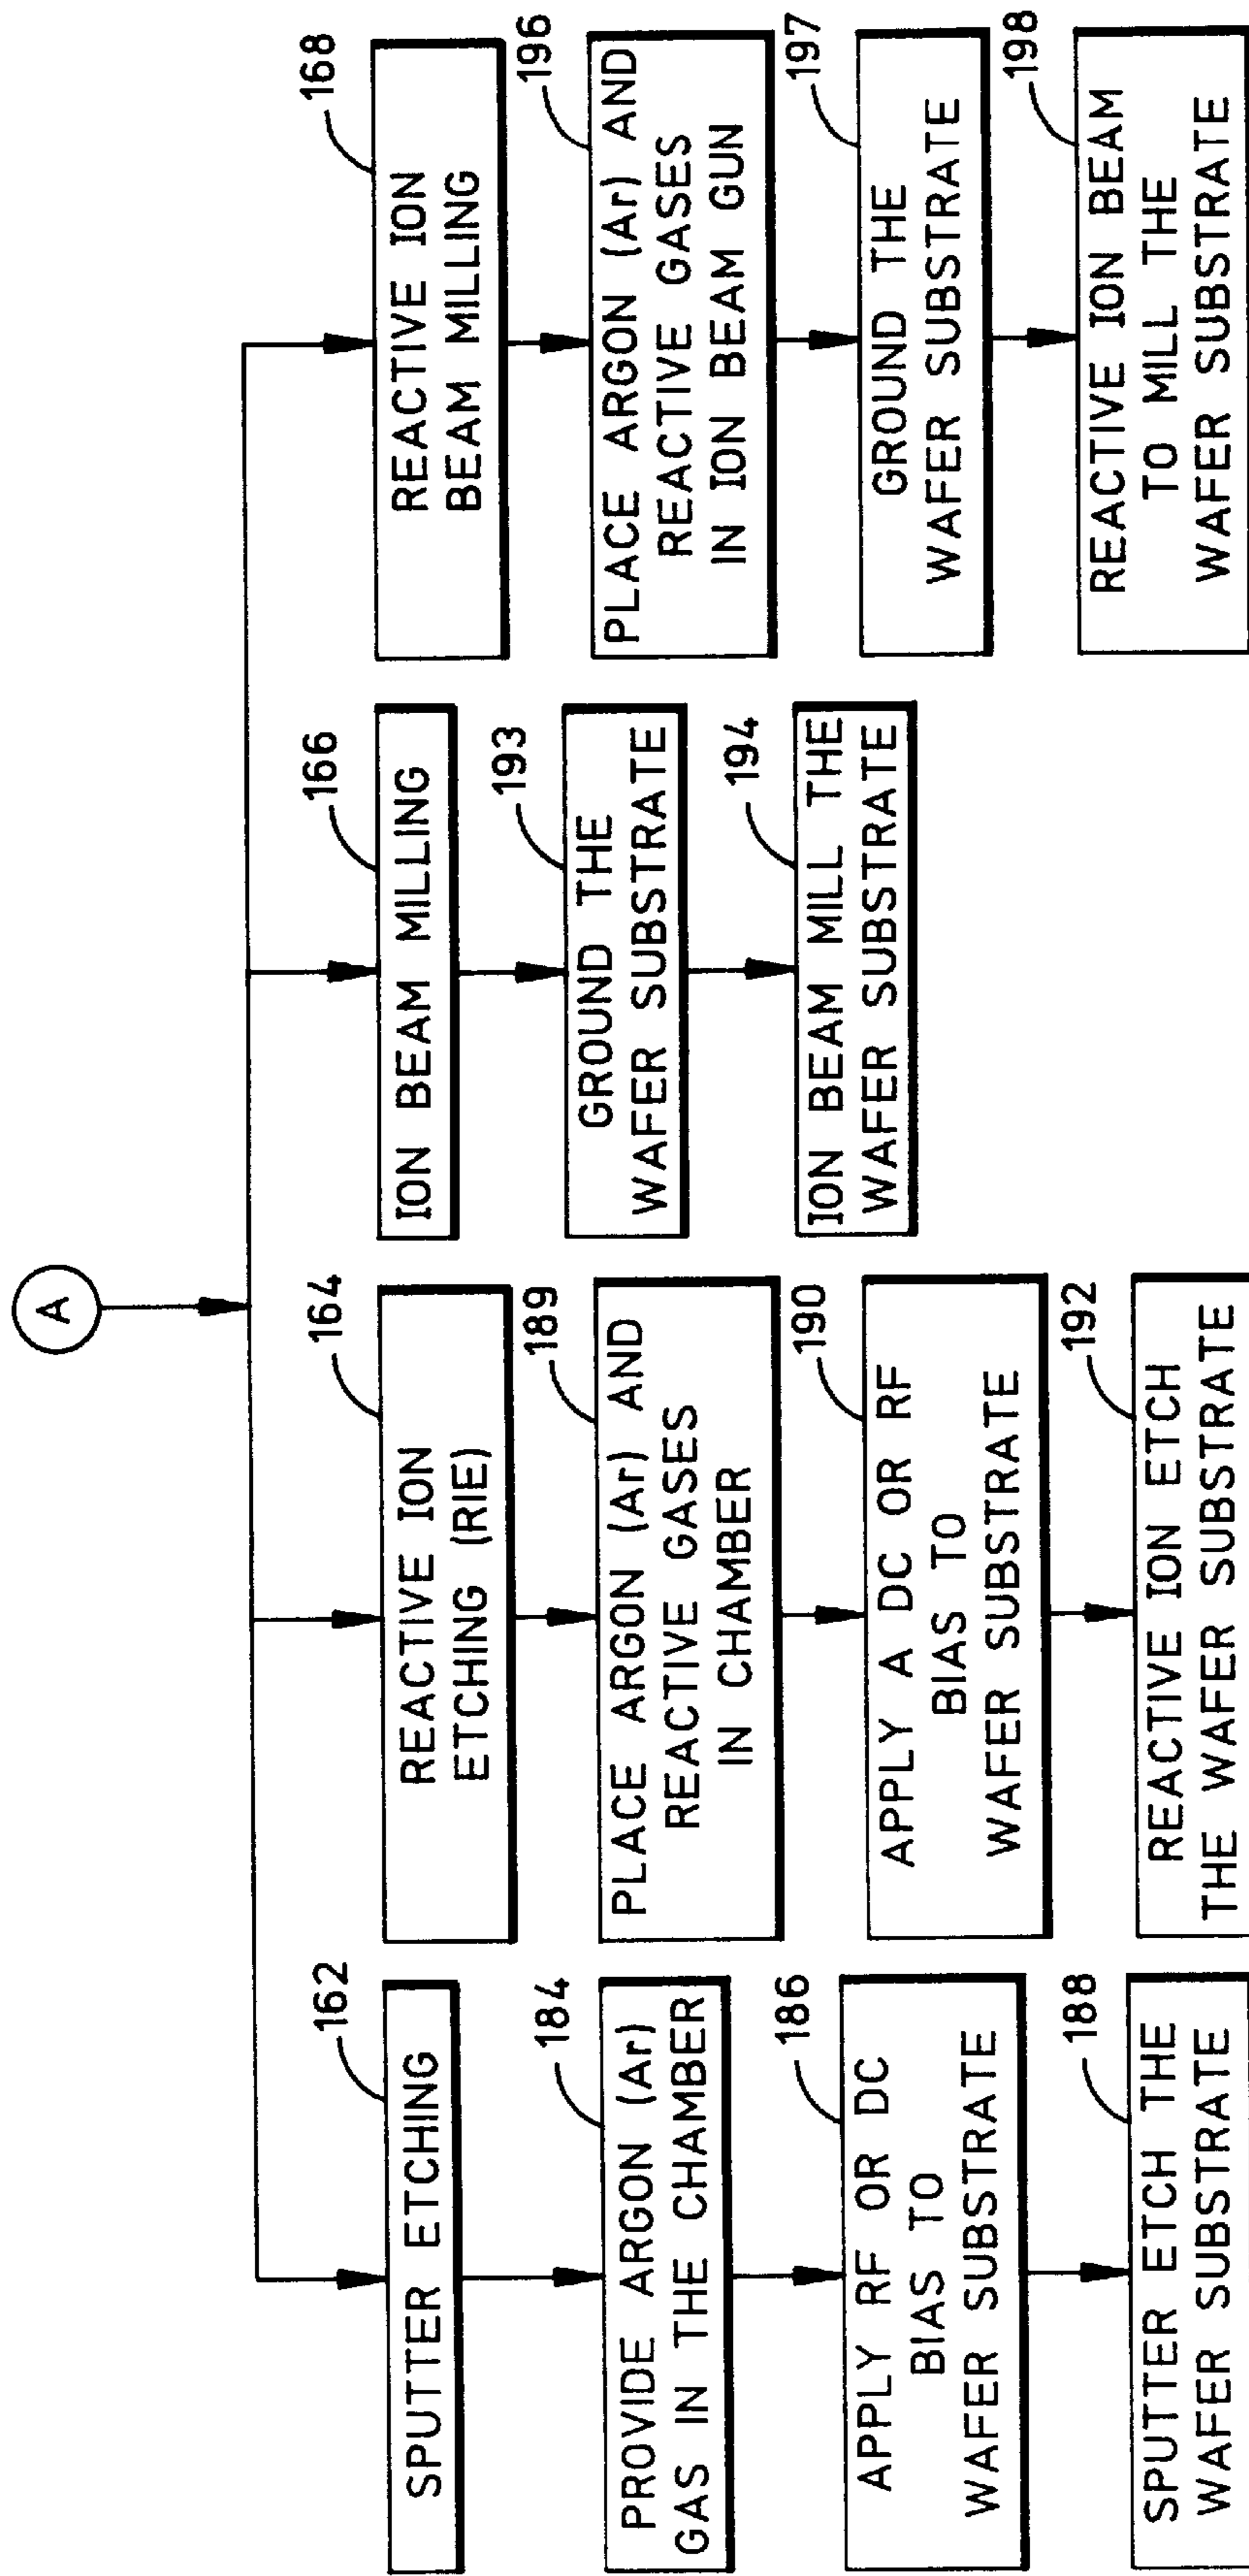 A
162
SPUTTER ETCHING
184
PROVIDE ARGON (Ar)
GAS IN THE CHAMBER
186
APPLY RF OR DC
BIAS TO
WAFER SUBSTRATE
188
SPUTTER ETCH THE
WAFER SUBSTRATE
164
REACTIVE ION
ETCHING (RIE)
189
PLACE ARGON (Ar) AND
REACTIVE GASES
IN CHAMBER
190
APPLY A DC OR RF
BIAS TO
WAFER SUBSTRATE
192
REACTIVE ION ETCH
THE WAFER SUBSTRATE
166
ION BEAM MILLING
193
GROUND THE
WAFER SUBSTRATE
194
ION BEAM MILL THE
WAFER SUBSTRATE
168
REACTIVE ION
BEAM MILLING
196
PLACE ARGON (Ar) AND
REACTIVE GASES
IN ION BEAM GUN
197
GROUND THE
WAFER SUBSTRATE
198
REACTIVE ION BEAM
TO MILL THE
WAFER SUBSTRATE